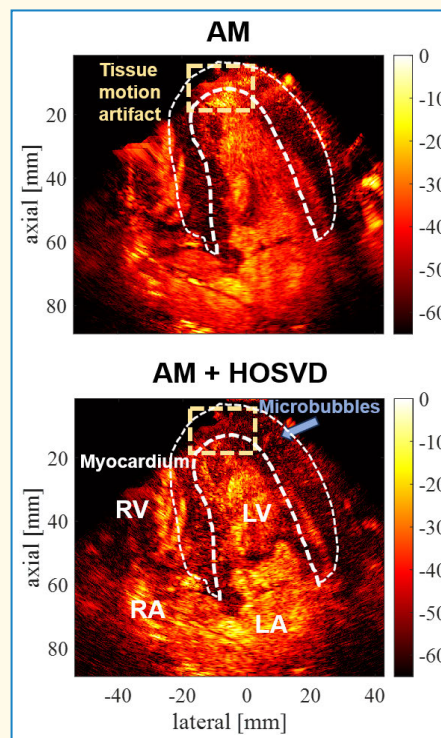 AM
Tissue
motion
artifact
axial [mm]
20
40
60
80
0
-10
-20
-30
-40
-50
-60
AM + HOSVD
Microbubbles
Myocardium
RV
LV
RA
LA
axial [mm]
20
40
60
80
0
-10
-20
-30
-40
-50
-60
-40 -20 0 20 40
lateral [mm]